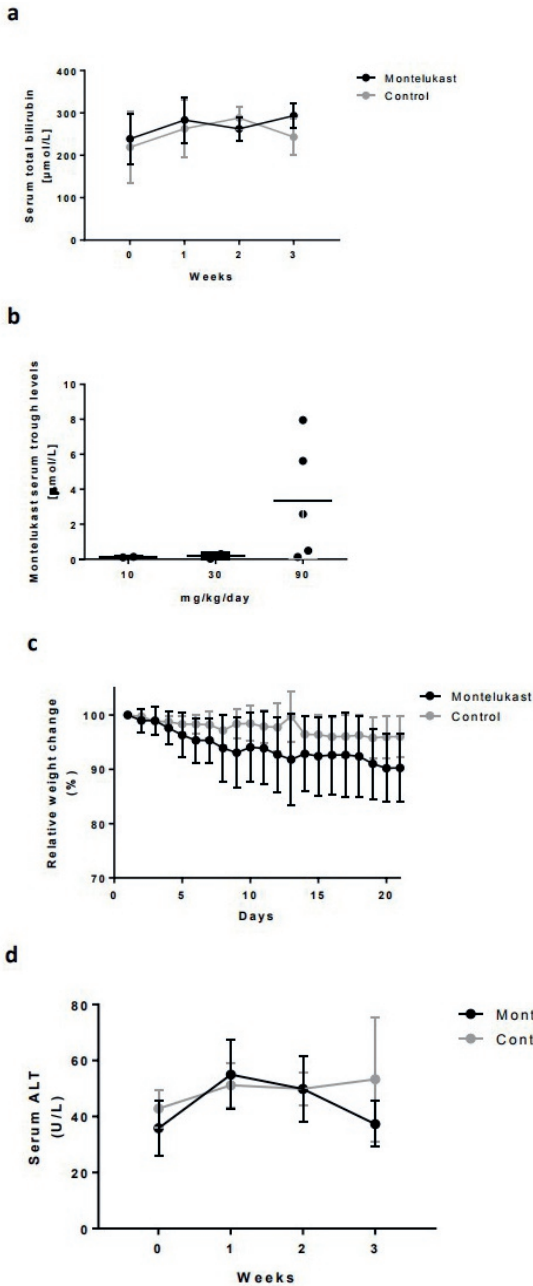 a
Serum total bilirubin
[µmol/L]
400
300
200
100
0
0 1 2 3
Weeks
Montelukast
Control
b
Montelukast serum trough levels
[µmol/L]
10
8
6
4
2
0
10 30 90
mg/kg/day
c
Relative weight change
(%)
100
90
80
70
0 5 10 15 20
Days
Montelukast
Control
d
Serum ALT
(U/L)
80
60
40
20
0
0 1 2 3
Weeks
Mont
Cont